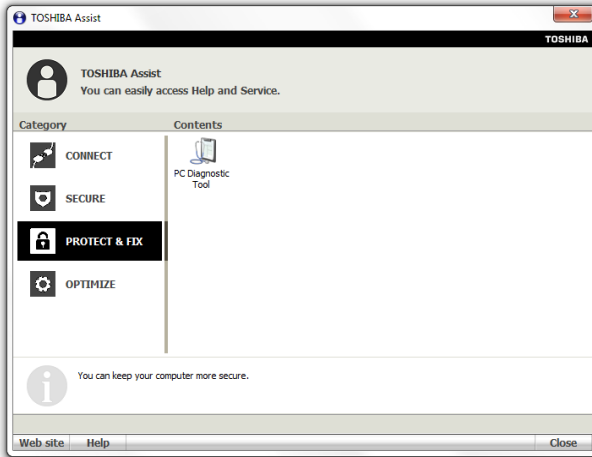 TOSHIBA Assist
TOSHIBA
TOSHIBA Assist
You can easily access Help and Service.
Category
Contents
CONNECT
SECURE
PROTECT & FIX
OPTIMIZE
PC Diagnostic
Tool
You can keep your computer more secure.
Web site
Help
Close